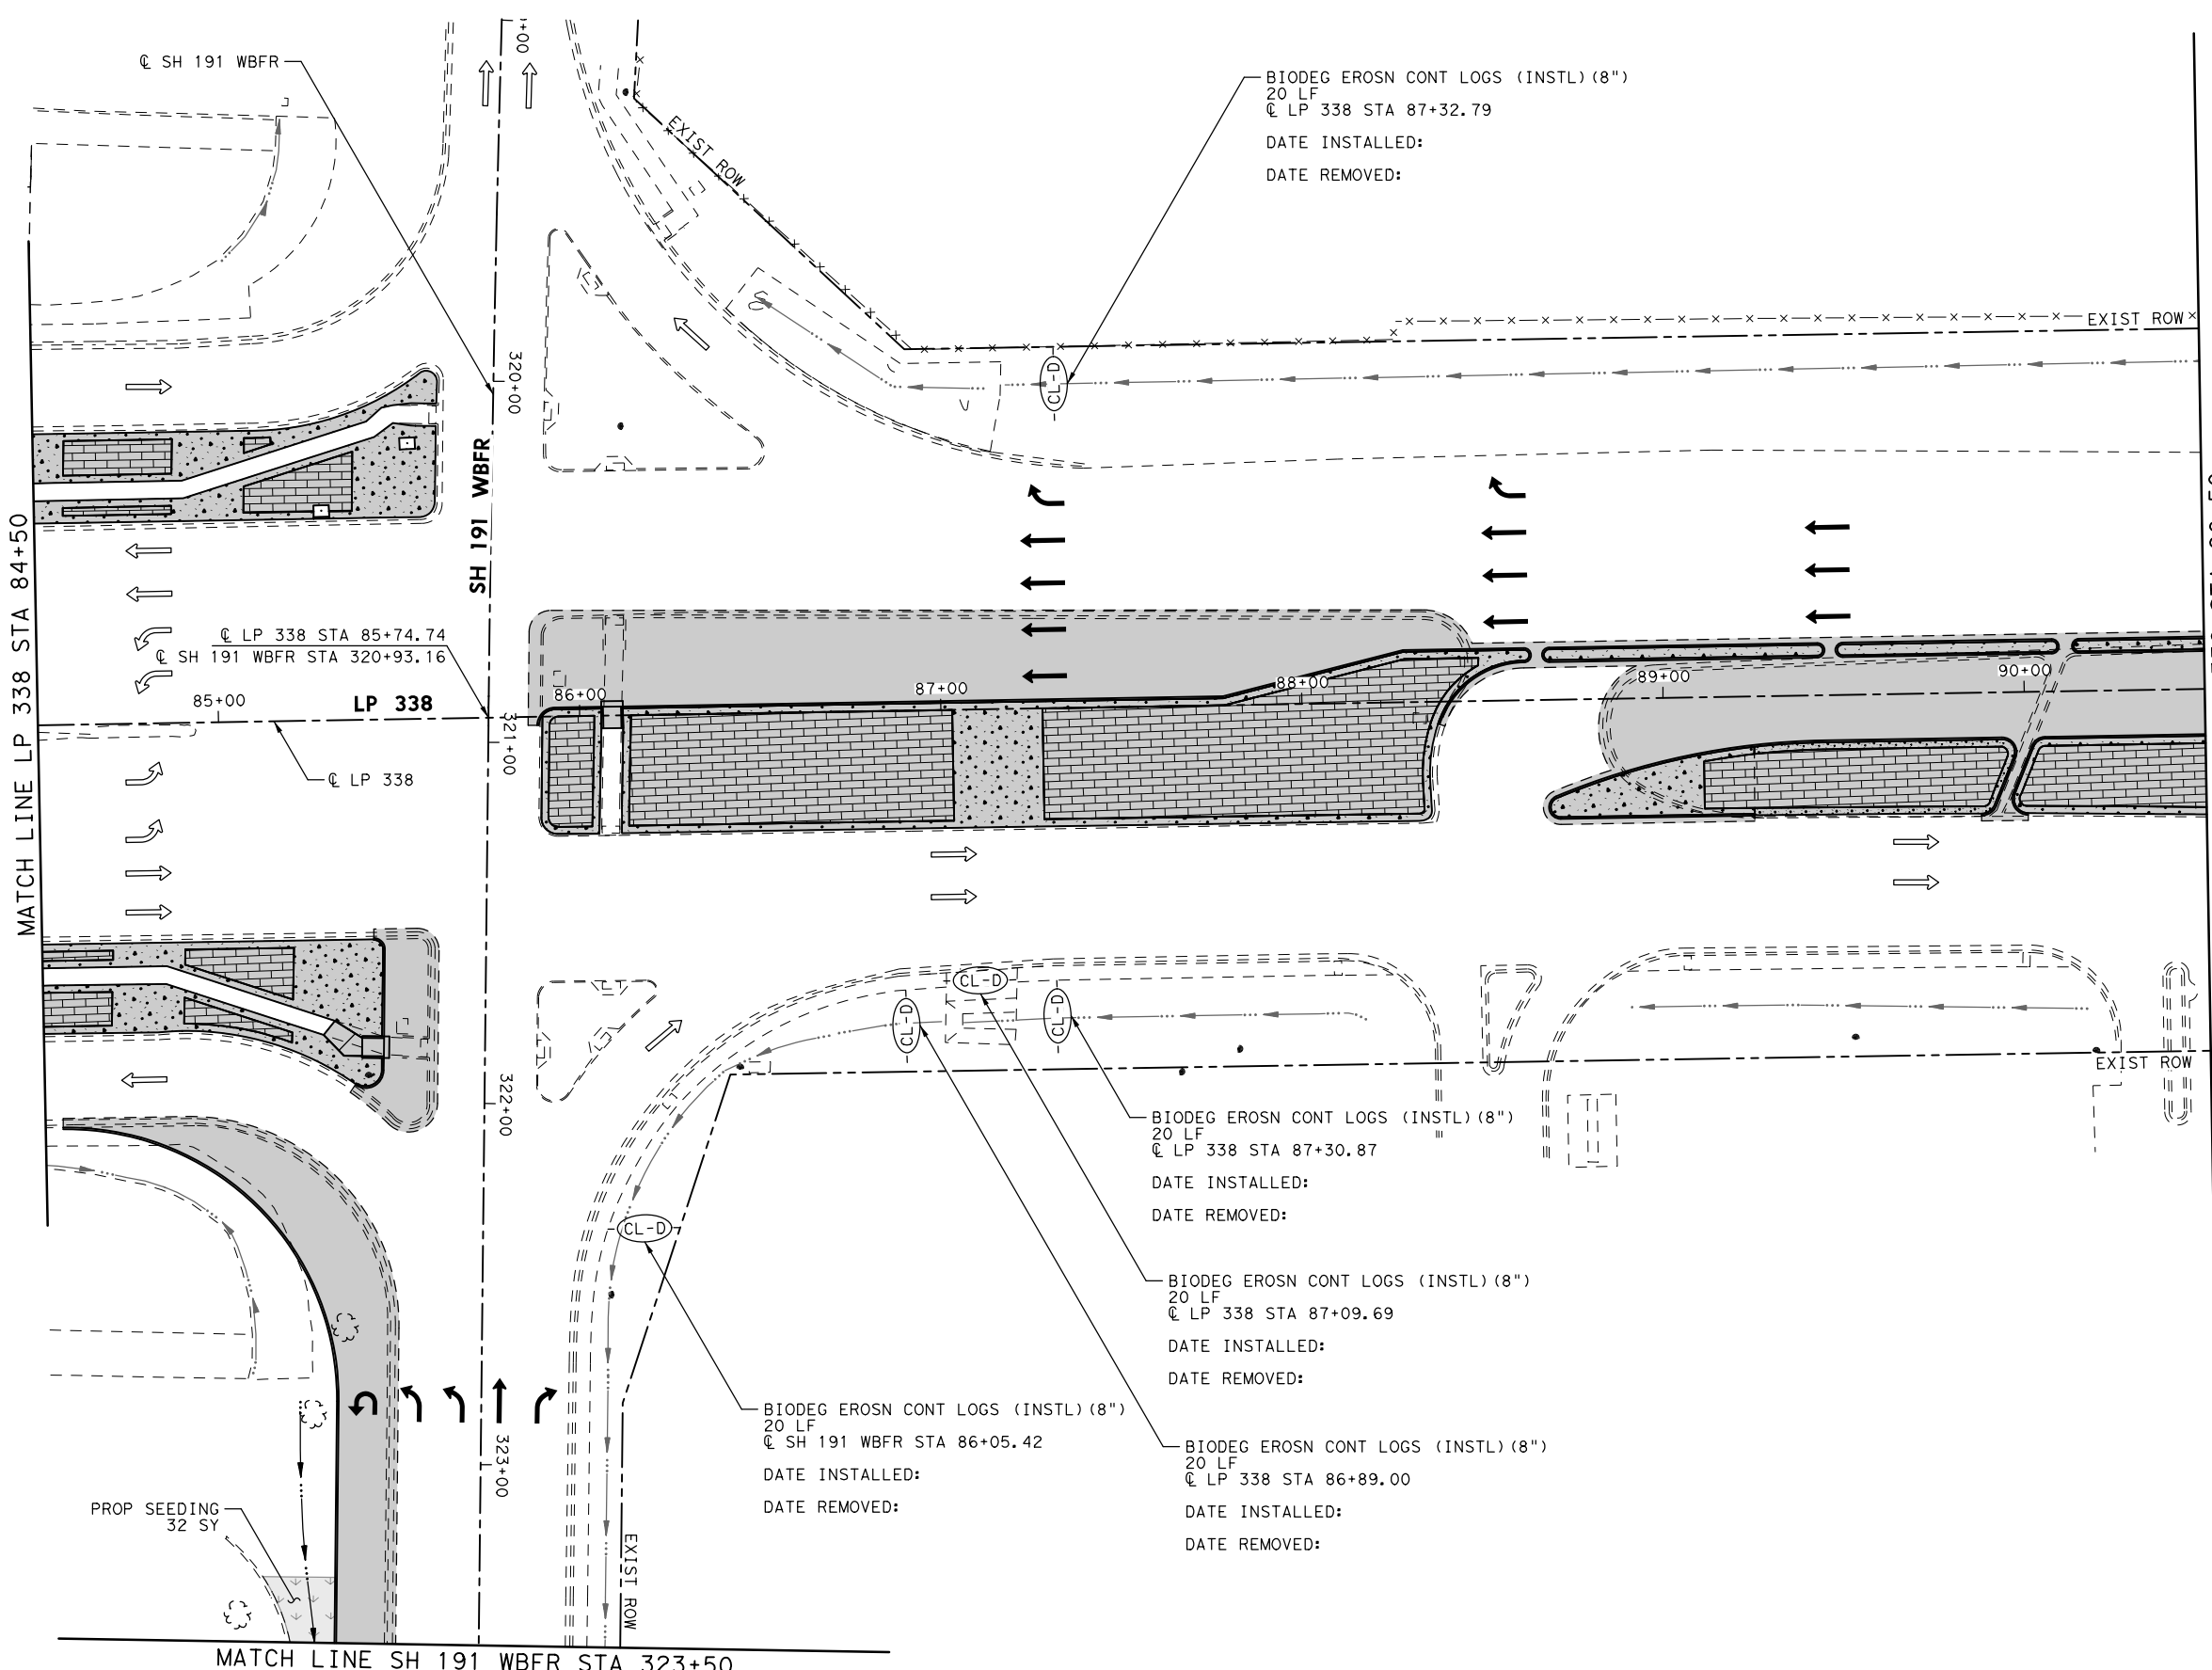 +00
℄ SH 191 WBFR
BIODEG EROSN CONT LOGS (INSTL)(8")
20 LF
℄ LP 338 STA 87+32.79
DATE INSTALLED:
DATE REMOVED:
EXIST ROW
EXIST ROW
320+00
CL-D
SH 191 WBFR
MATCH LINE LP 338 STA 84+50
℄ LP 338 STA 85+74.74
℄ SH 191 WBFR STA 320+93.16
85+00
LP 338
86+00
87+00
88+00
89+00
90+00
321+00
℄ LP 338
CL-D
CL-D
CL-D
EXIST ROW
322+00
BIODEG EROSN CONT LOGS (INSTL)(8")
20 LF
℄ LP 338 STA 87+30.87
DATE INSTALLED:
DATE REMOVED:
CL-D
BIODEG EROSN CONT LOGS (INSTL)(8")
20 LF
℄ LP 338 STA 87+09.69
DATE INSTALLED:
DATE REMOVED:
BIODEG EROSN CONT LOGS (INSTL)(8")
20 LF
℄ SH 191 WBFR STA 86+05.42
DATE INSTALLED:
DATE REMOVED:
BIODEG EROSN CONT LOGS (INSTL)(8")
20 LF
℄ LP 338 STA 86+89.00
DATE INSTALLED:
DATE REMOVED:
323+00
PROP SEEDING
32 SY
EXIST ROW
MATCH LINE SH 191 WBFR STA 323+50